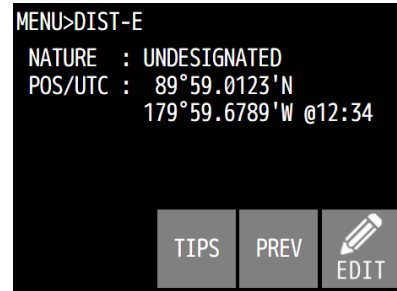 MENU>DIST-E
NATURE : UNDESIGNATED
POS/UTC : 89°59.0123'N
179°59.6789'W @12:34
TIPS PREV EDIT